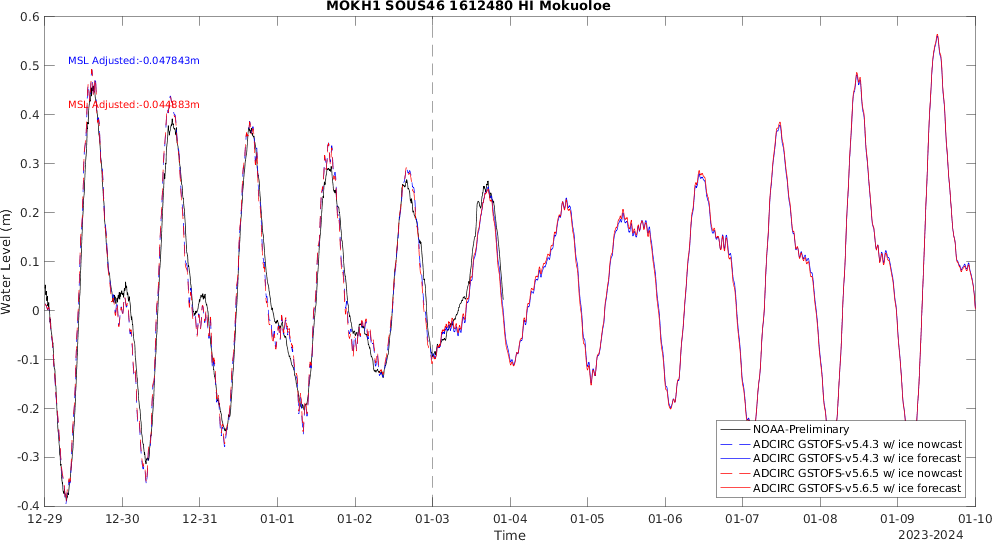 MOKH1 SOUS46 1612480 HI Mokuoloe
0.6
0.5
0.4
0.3
0.2
0.1
0
-0.1
-0.2
-0.3
-0.4
Water Level (m)
MSL Adjusted:-0.047843m
MSL Adjusted:-0.044883m
NOAA-Preliminary
ADCIRC GSTOFS-v5.4.3 w/ ice nowcast
ADCIRC GSTOFS-v5.4.3 w/ ice forecast
ADCIRC GSTOFS-v5.6.5 w/ ice nowcast
ADCIRC GSTOFS-v5.6.5 w/ ice forecast
12-29 12-30 12-31 01-01 01-02 01-03 01-04 01-05 01-06 01-07 01-08 01-09 01-10
Time
2023-2024